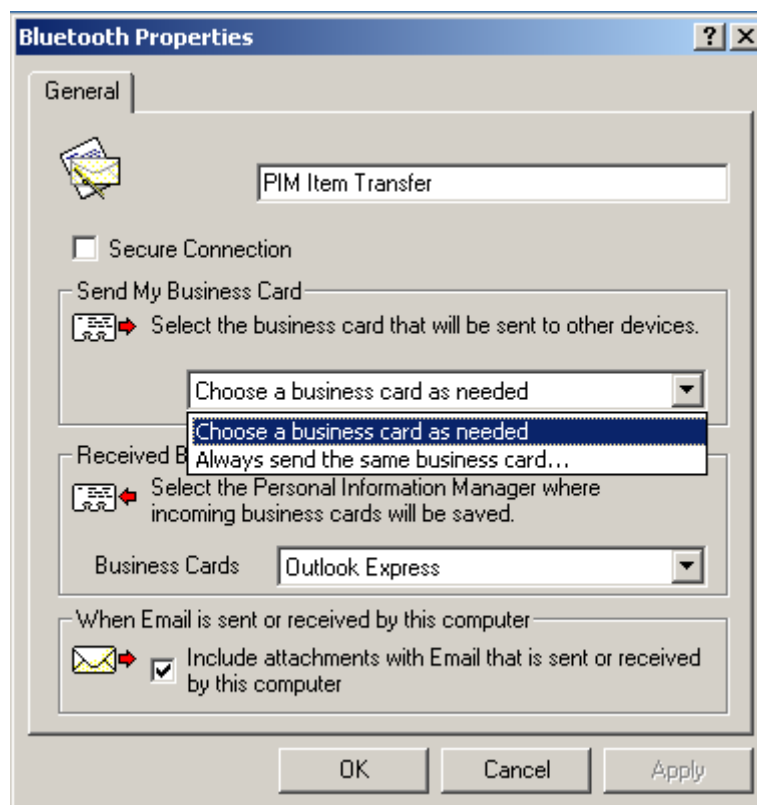 Bluetooth Properties
General
PIM Item Transfer
Secure Connection
Send My Business Card
Select the business card that will be sent to other devices.
Choose a business card as needed
Choose a business card as needed
Always send the same business card...
Received
Select the Personal Information Manager where
incoming business cards will be saved.
Business Cards
Outlook Express
When Email is sent or received by this computer
Include attachments with Email that is sent or received
by this computer
OK
Cancel
Apply